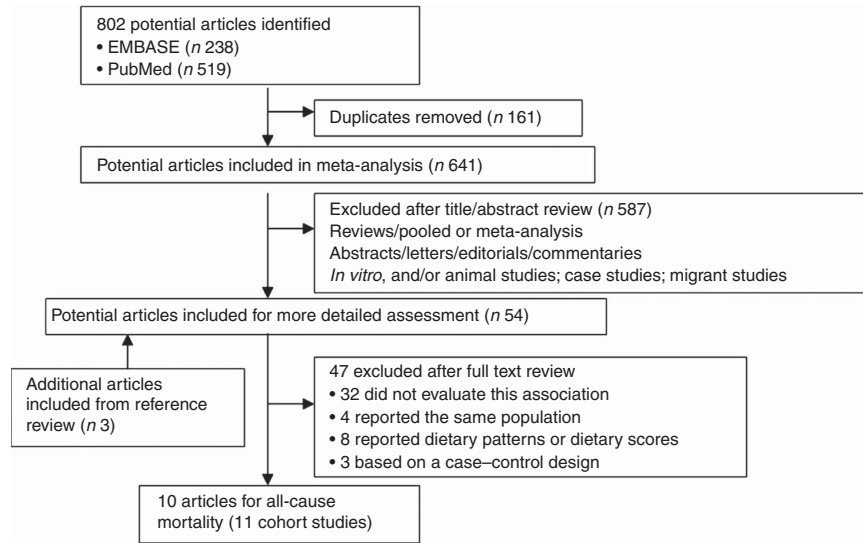 802 potential articles identified
• EMBASE (n 238)
• PubMed (n 519)
Duplicates removed (n 161)
Potential articles included in meta-analysis (n 641)
Excluded after title/abstract review (n 587)
Reviews/pooled or meta-analysis
Abstracts/letters/editorials/commentaries
In vitro, and/or animal studies; case studies; migrant studies
Potential articles included for more detailed assessment (n 54)
Additional articles
included from reference
review (n 3)
47 excluded after full text review
• 32 did not evaluate this association
• 4 reported the same population
• 8 reported dietary patterns or dietary scores
• 3 based on a case–control design
10 articles for all-cause
mortality (11 cohort studies)